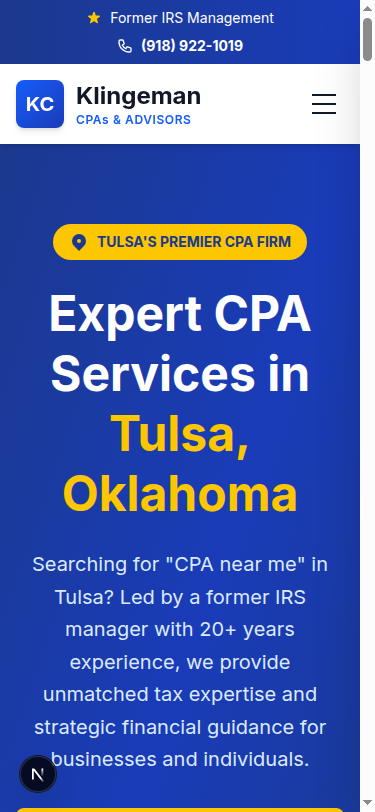 Former IRS Management
(918) 922-1019
KC
Klingeman
CPAs & ADVISORS
TULSA'S PREMIER CPA FIRM
Expert CPA
Services in
Tulsa,
Oklahoma
Searching for "CPA near me" in
Tulsa? Led by a former IRS
manager with 20+ years
experience, we provide
unmatched tax expertise and
strategic financial guidance for
businesses and individuals.
N